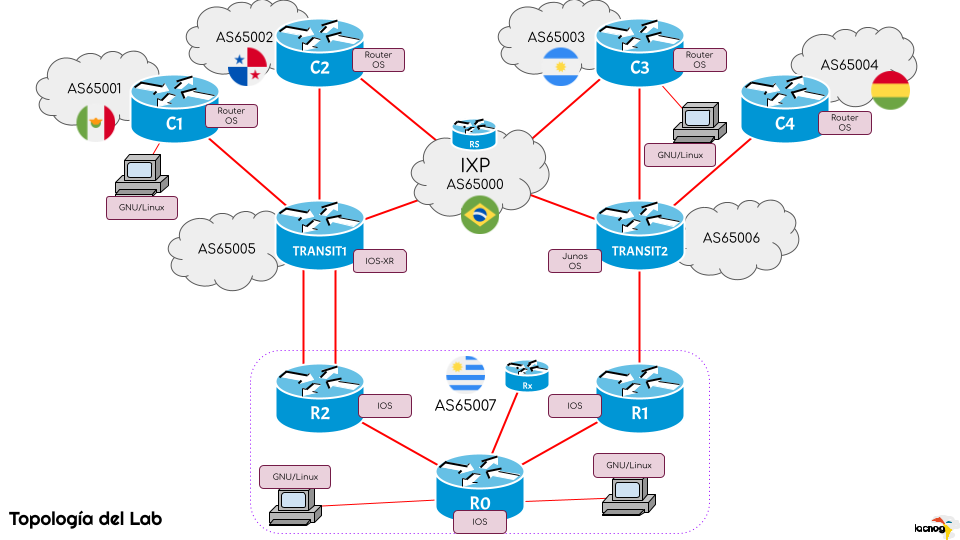 AS65002
C2
Router
OS
AS65003
C3
Router
OS
AS65001
C1
Router
OS
GNU/Linux
AS65004
C4
Router
OS
GNU/Linux
RS
IXP
AS65000
AS65005
TRANSIT1
IOS-XR
Junos
OS
TRANSIT2
AS65006
R2
IOS
AS65007
Rx
IOS
R1
GNU/Linux
R0
IOS
GNU/Linux
Topología del Lab
lacnog